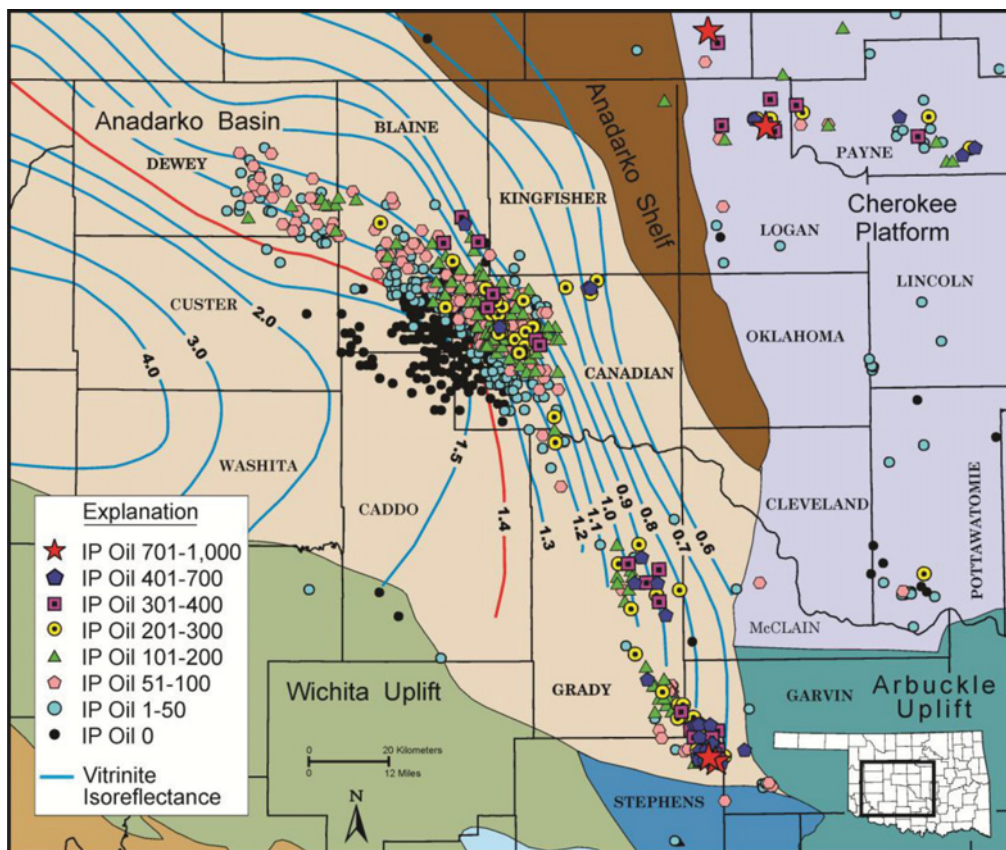 Anadarko Basin
BLAINE
DEWEY
KINGFISHER
Anadarko Shelf
PAYNE
LOGAN
Cherokee
Platform
LINCOLN
CUSTER
2.0
3.0
4.0
OKLAHOMA
CANADIAN
WASHITA
CADDO
1.5
1.4
1.3
1.2
1.1
1.0
0.9
0.8
0.7
0.6
CLEVELAND
POTTAWATOMIE
McCLAIN
GRADY
GARVIN
Arbuckle
Uplift
Wichita Uplift
STEPHENS
0 20 Kilometers
0 12 Miles
N
Explanation
IP Oil 701-1,000
IP Oil 401-700
IP Oil 301-400
IP Oil 201-300
IP Oil 101-200
IP Oil 51-100
IP Oil 1-50
IP Oil 0
Vitrinite
Isoreflectance